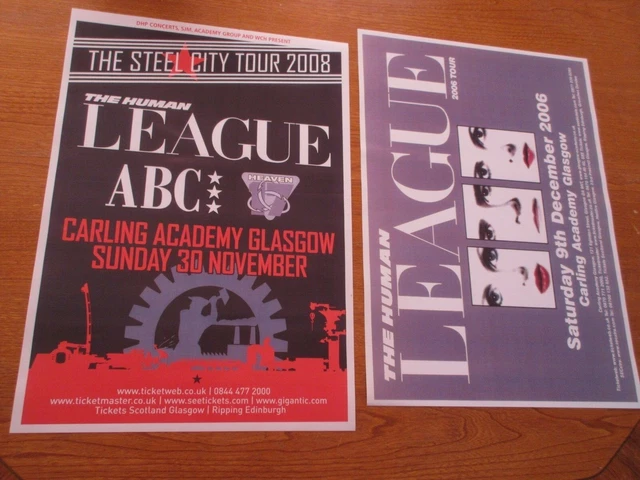 DHP CONCERTS, SJM, ACADEMY GROUP AND WCH PRESENT
THE STEEL CITY TOUR 2008
THE HUMAN
LEAGUE
ABC
HEAVEN
CARLING ACADEMY GLASGOW
SUNDAY 30 NOVEMBER
www.ticketweb.co.uk | 0844 477 2000
www.ticketmaster.co.uk | www.seetickets.com | www.gigantic.com
Tickets Scotland Glasgow | Ripping Edinburgh
THE HUMAN
LEAGUE
2006 TOUR
Saturday 9th December 2006
Carling Academy Glasgow